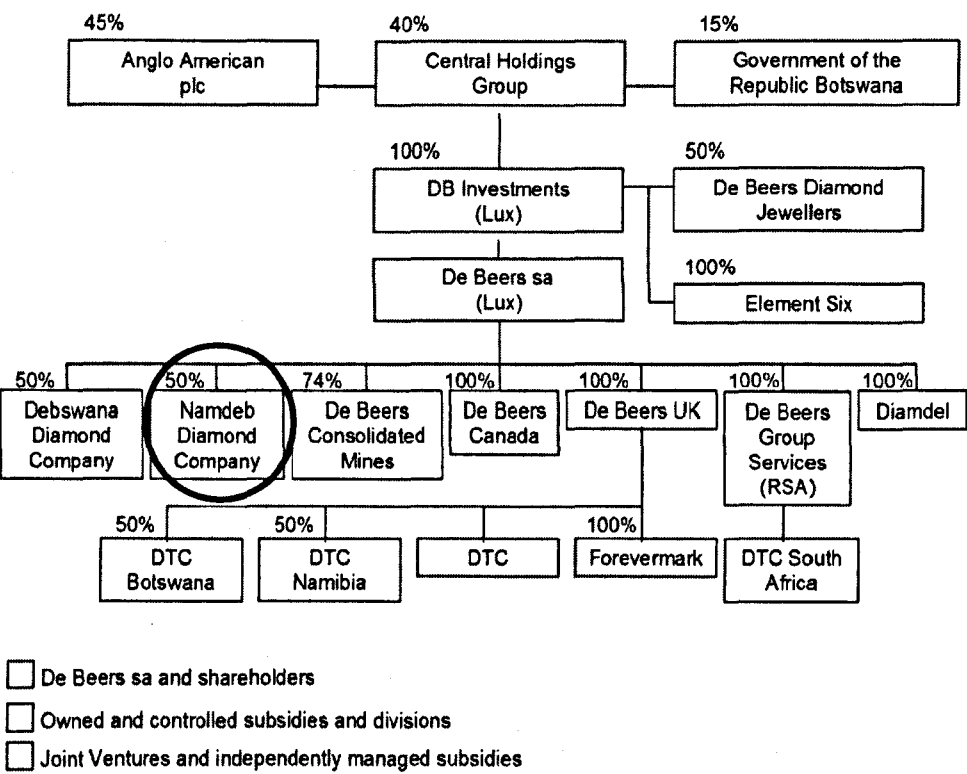 45%
40%
15%
Anglo American
plc
Central Holdings
Group
Government of the
Republic Botswana
100%
50%
DB Investments
(Lux)
De Beers Diamond
Jewellers
De Beers sa
(Lux)
100%
Element Six
50%
50%
74%
100%
100%
100%
100%
Debswana
Diamond
Company
Namdeb
Diamond
Company
De Beers
Consolidated
Mines
De Beers
Canada
De Beers UK
De Beers
Group
Services
(RSA)
Diamdel
50%
50%
100%
DTC
Botswana
DTC
Namibia
DTC
Forevermark
DTC South
Africa
De Beers sa and shareholders
Owned and controlled subsidies and divisions
Joint Ventures and independently managed subsidies